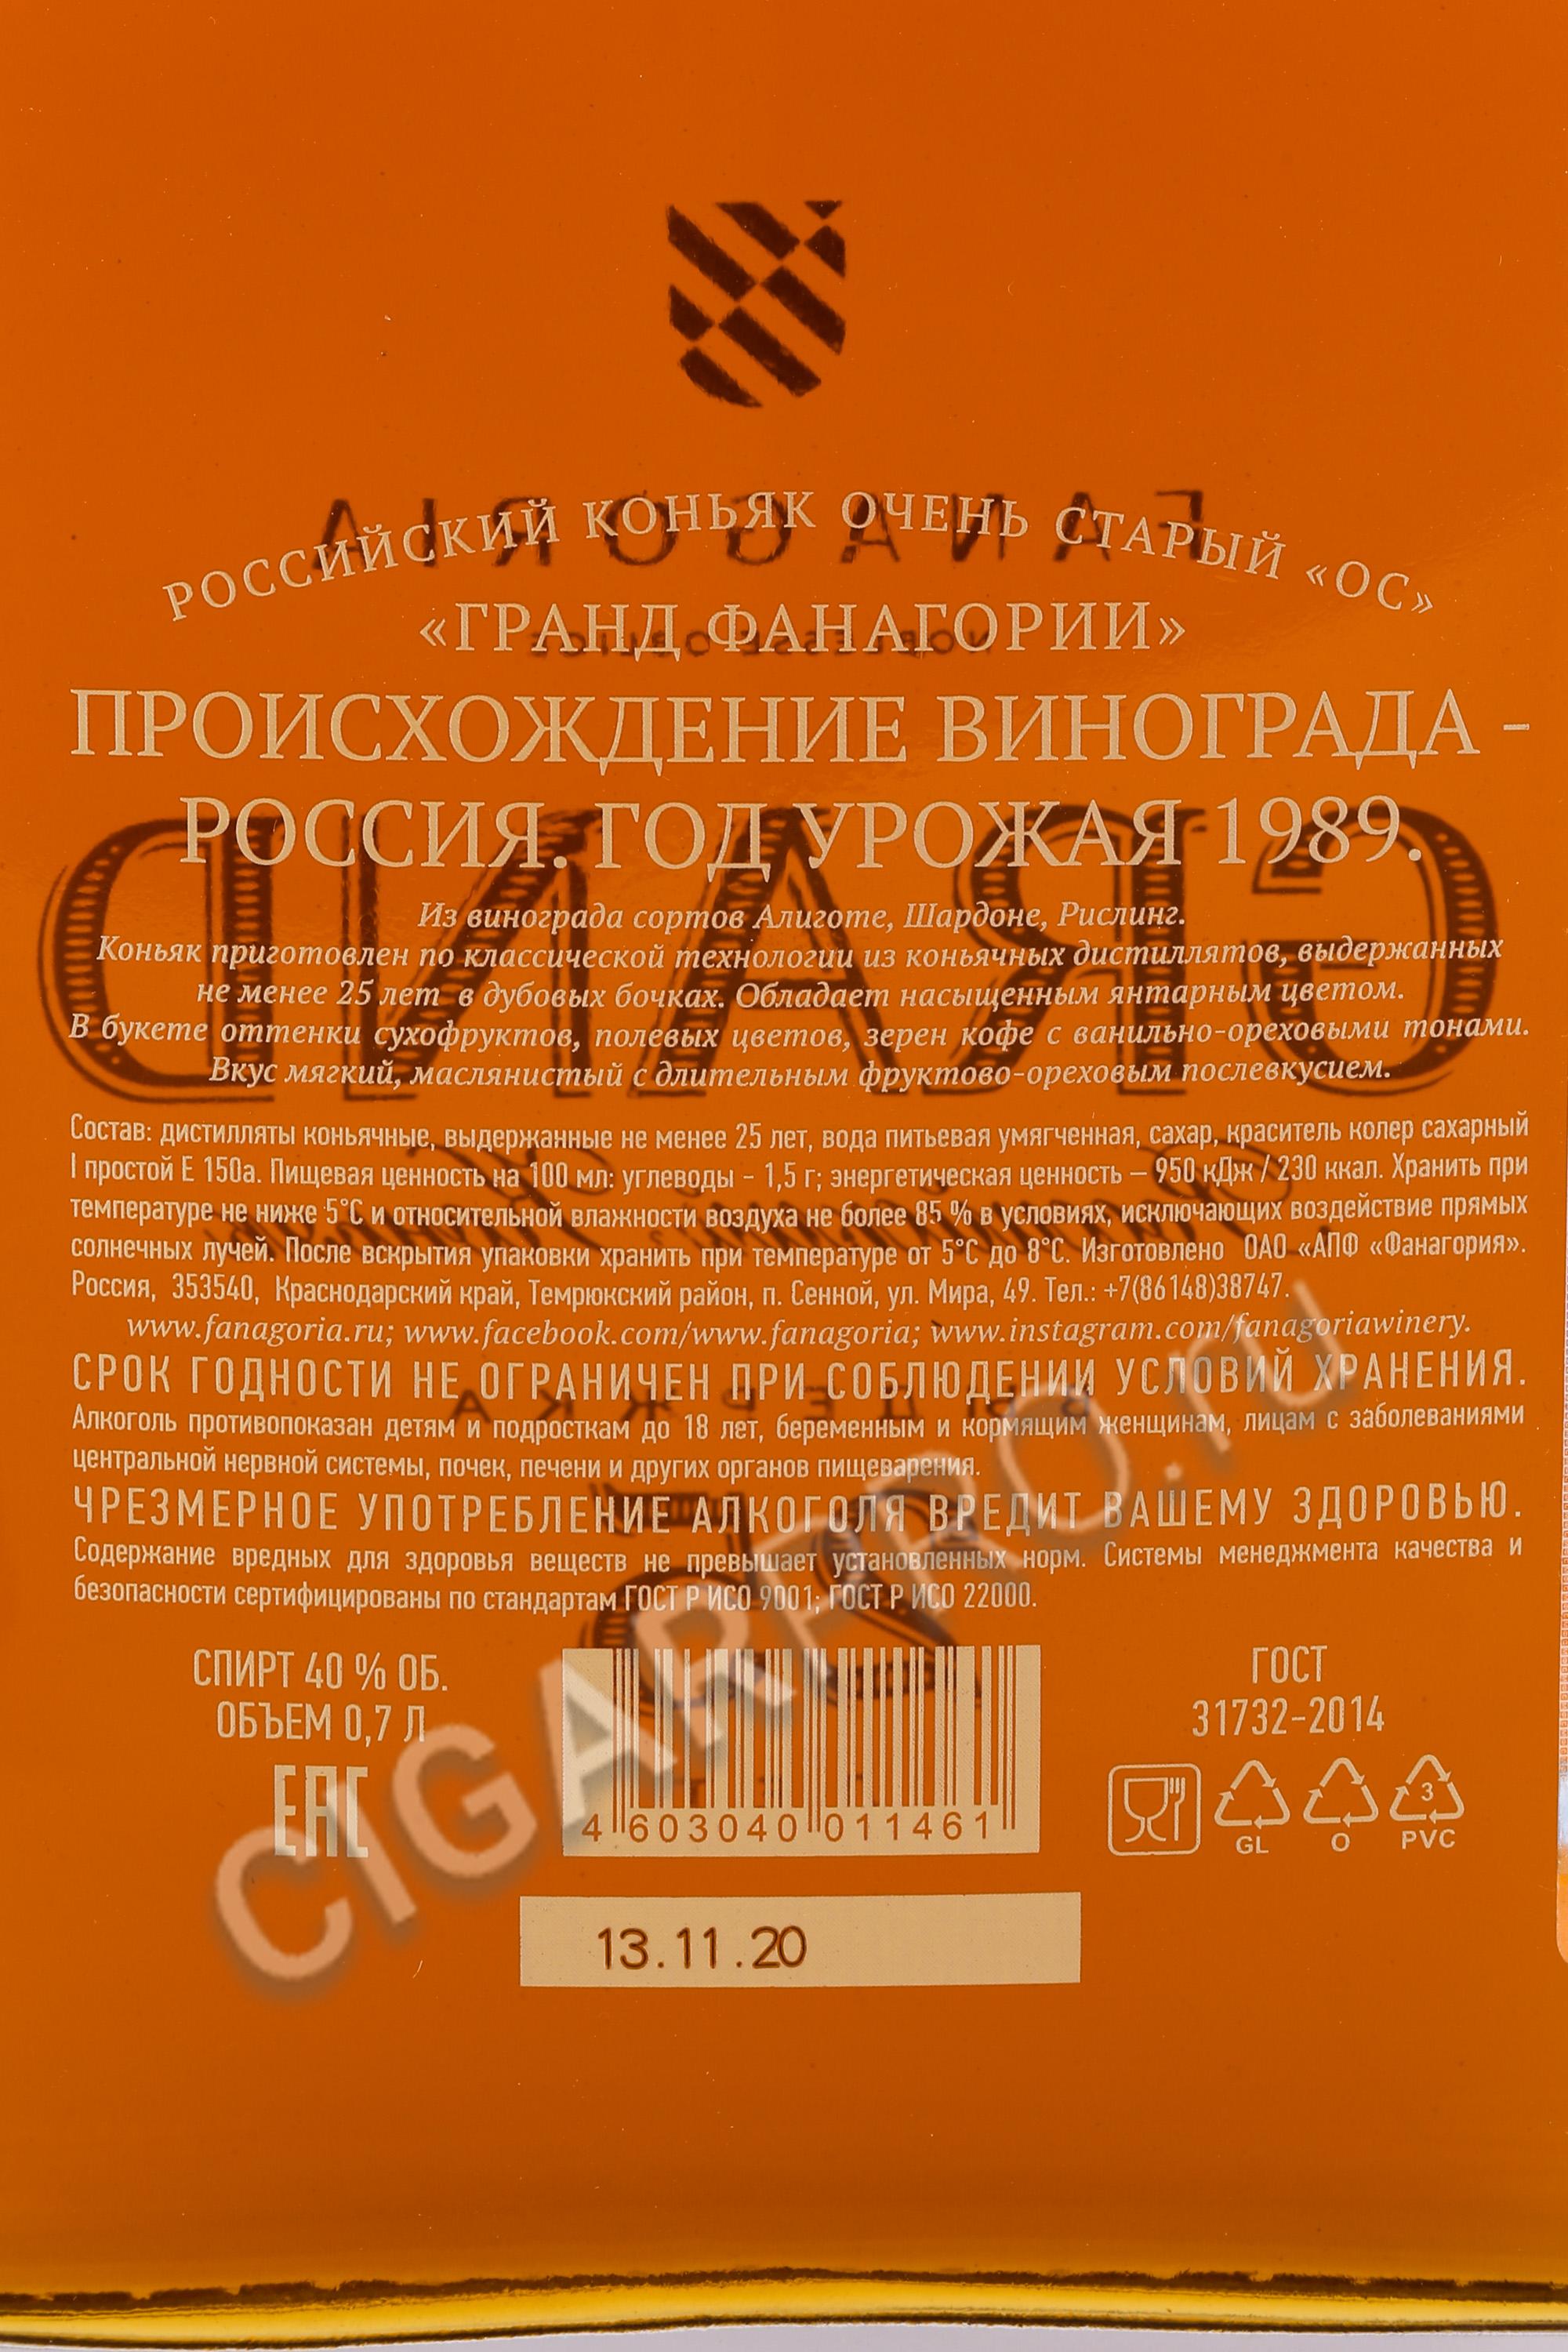 FANAGORIA
РОССИЙСКИЙ КОНЬЯК ОЧЕНЬ СТАРЫЙ «ОС»
«ГРАНД ФАНАГОРИИ»
NOBLESSE OBLIGE
ПРОИСХОЖДЕНИЕ ВИНОГРАДА -
РОССИЯ. ГОД УРОЖАЯ 1989.
GRAND
Из винограда сортов Алиготе, Шардоне, Рислинг.
Коньяк приготовлен по классической технологии из коньячных дистиллятов, выдержанных
не менее 25 лет в дубовых бочках. Обладает насыщенным янтарным цветом.
В букете оттенки сухофруктов, полевых цветов, зерен кофе с ванильно-ореховыми тонами.
Вкус мягкий, маслянистый с длительным фруктово-ореховым послевкусием.
Состав: дистилляты коньячные, выдержанные не менее 25 лет, вода питьевая умягченная, сахар, краситель колер сахарный
I простой Е 150а. Пищевая ценность на 100 мл: углеводы - 1,5 г; энергетическая ценность – 950 кДж / 230 ккал. Хранить при
температуре не ниже 5°С и относительной влажности воздуха не более 85 % в условиях, исключающих воздействие прямых
солнечных лучей. После вскрытия упаковки хранить при температуре от 5°С до 8°С. Изготовлено ОАО «АПФ «Фанагория».
Россия, 353540, Краснодарский край, Темрюкский район, п. Сенной, ул. Мира, 49. Тел.: +7(86148)38747.
www.fanagoria.ru; www.facebook.com/www.fanagoria; www.instagram.com/fanagoriawinery.
СРОК ГОДНОСТИ НЕ ОГРАНИЧЕН ПРИ СОБЛЮДЕНИИ УСЛОВИЙ ХРАНЕНИЯ.
ВЫДЕРЖКА
Алкоголь противопоказан детям и подросткам до 18 лет, беременным и кормящим женщинам, лицам с заболеваниями
центральной нервной системы, почек, печени и других органов пищеварения.
ЧРЕЗМЕРНОЕ УПОТРЕБЛЕНИЕ АЛКОГОЛЯ ВРЕДИТ ВАШЕМУ ЗДОРОВЬЮ.
Содержание вредных для здоровья веществ не превышает установленных норм. Системы менеджмента качества и
безопасности сертифицированы по стандартам ГОСТ Р ИСО 9001; ГОСТ Р ИСО 22000.
25
СПИРТ 40 % ОБ.
ОБЪЕМ 0,7 Л
EAC
4 603040 011461
ГОСТ
31732-2014
GL
O
3
PVC
13.11.20
CIGARPRO.ru